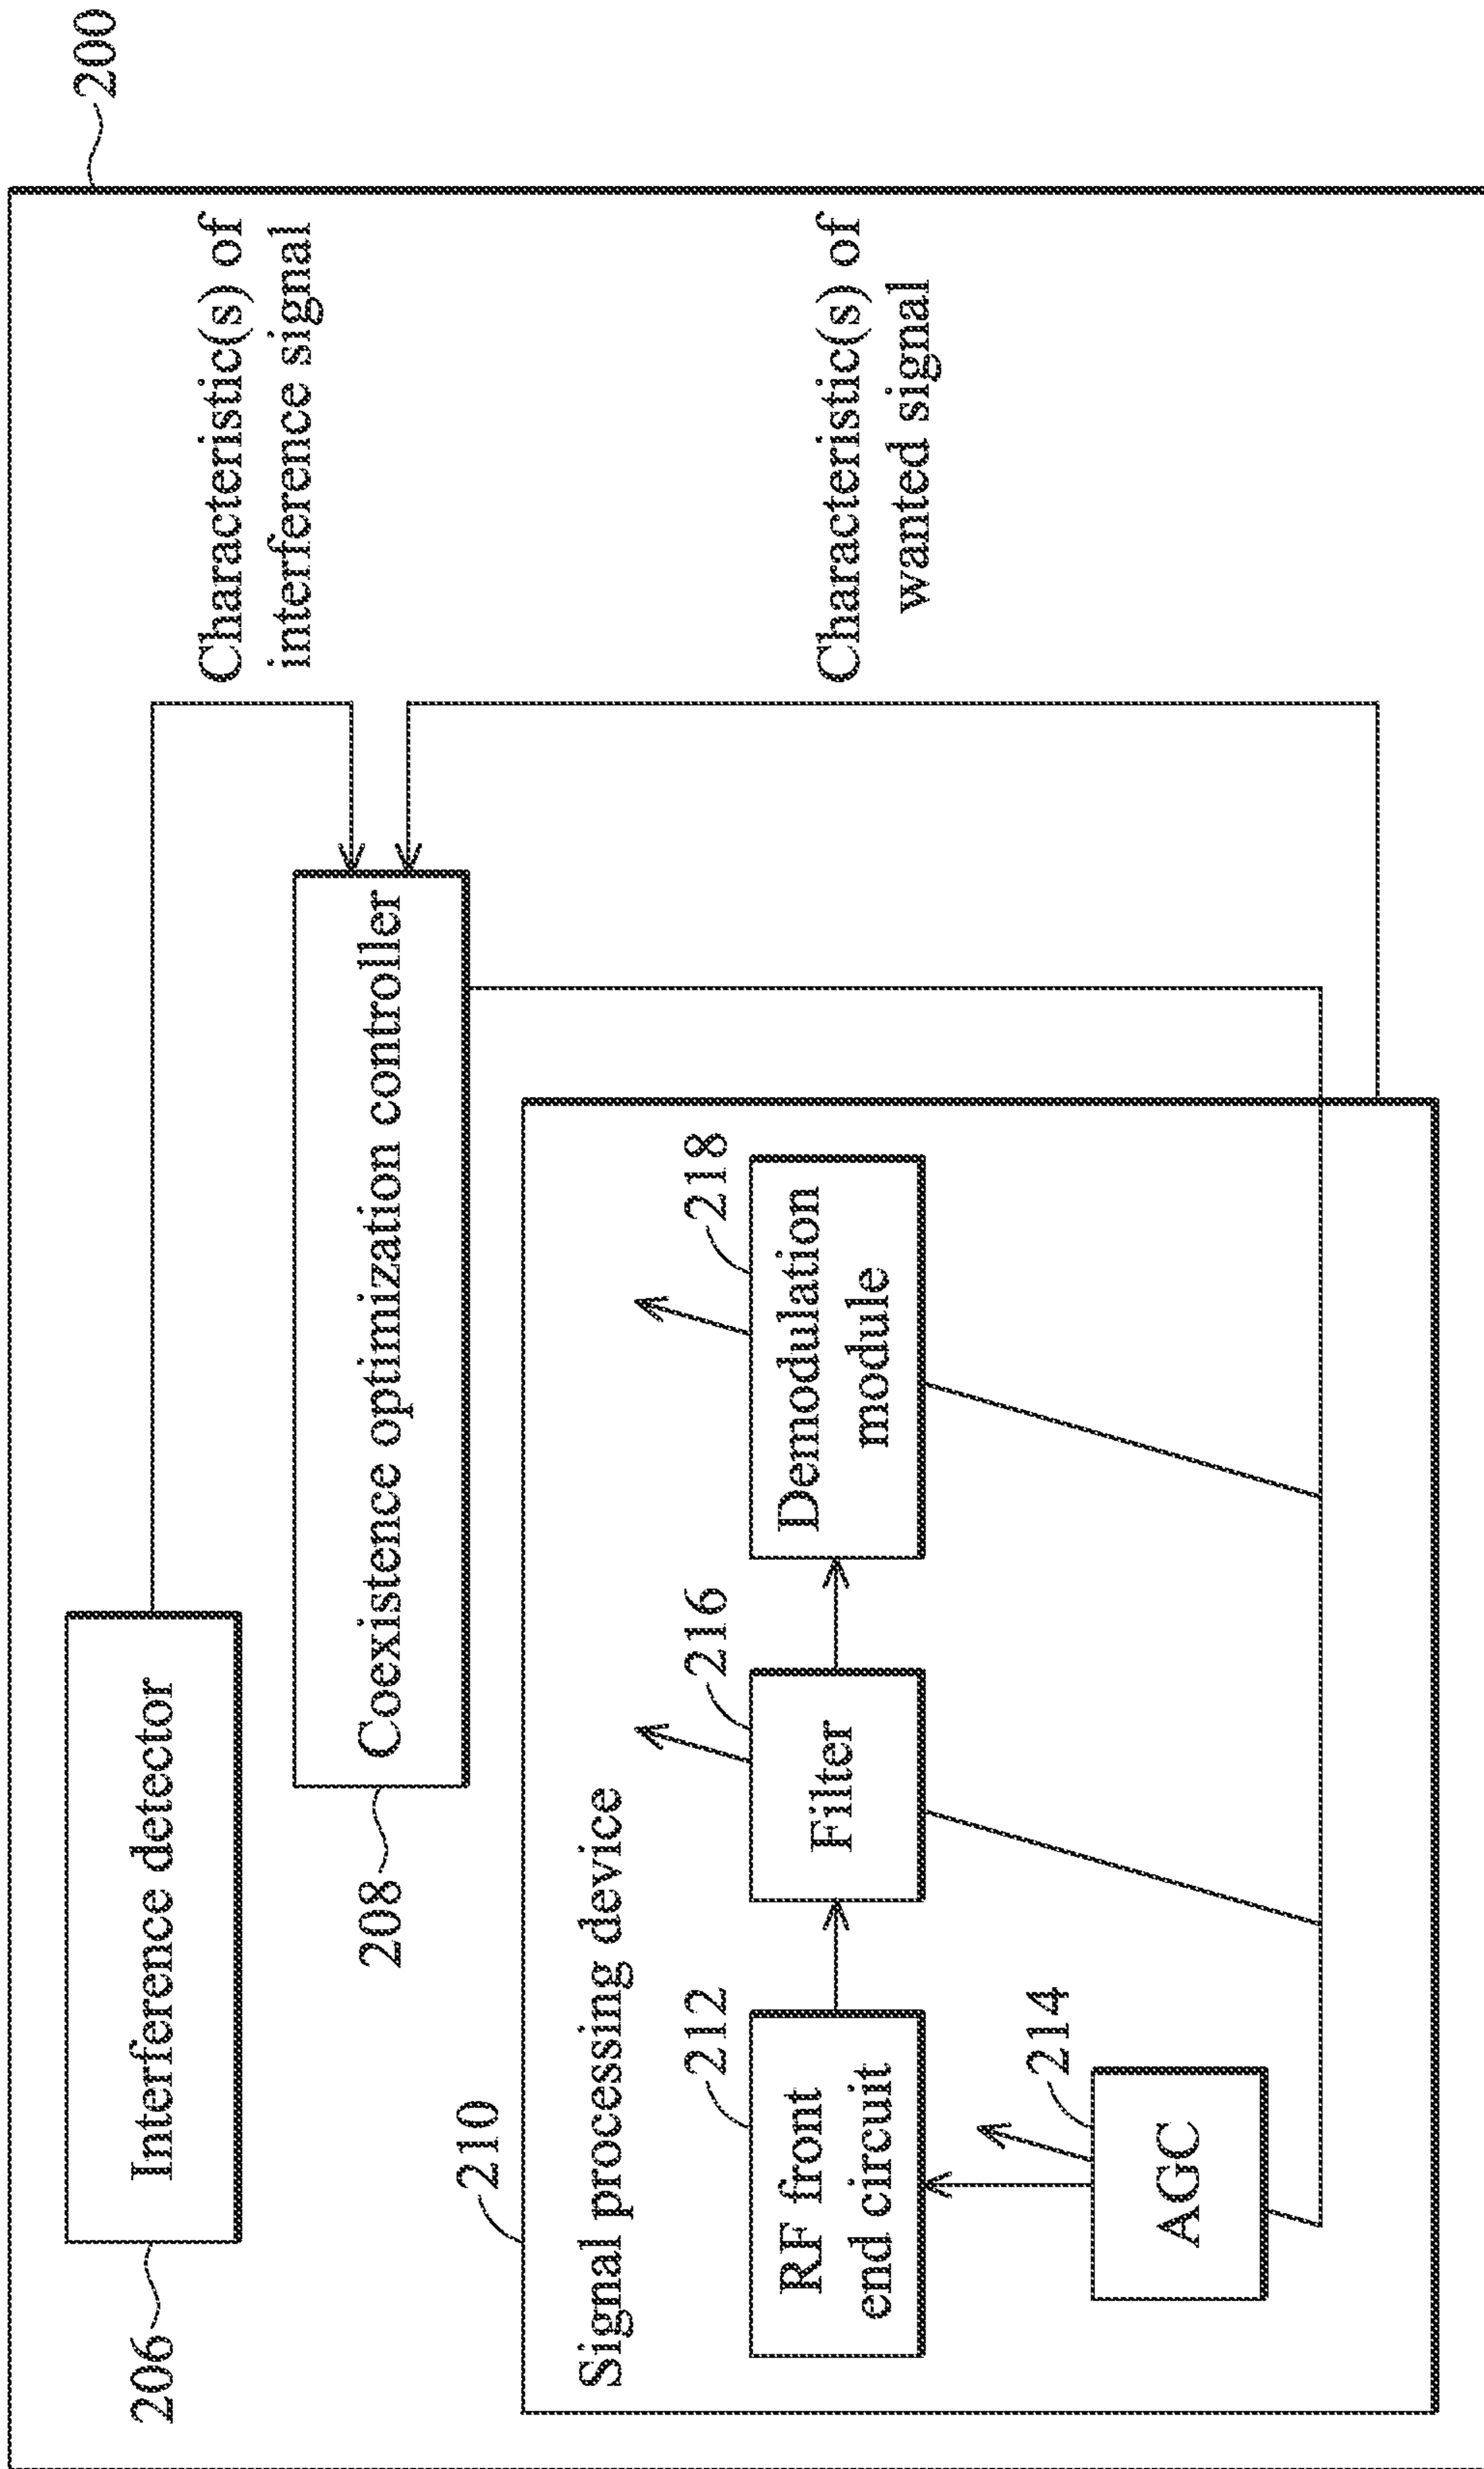 200
Characteristic(s) of
interference signal
Interference detector
206
Coexistence optimization controller
208
Characteristic(s) of
wanted signal
210
Signal processing device
212
RF front
end circuit
216
Filter
218
Demodulation
module
214
AGC